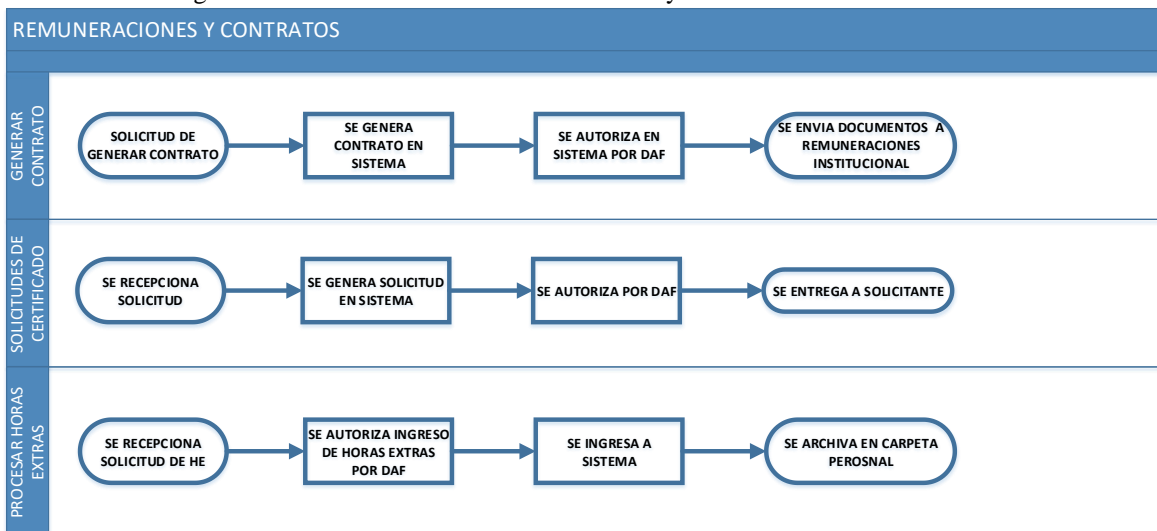 REMUNERACIONES Y CONTRATOS
GENERAR
CONTRATO
SOLICITUD DE
GENERAR CONTRATO
SE GENERA
CONTRATO EN
SISTEMA
SE AUTORIZA EN
SISTEMA POR DAF
SE ENVIA DOCUMENTOS A
REMUNERACIONES
INSTITUCIONAL
SOLICITUDES DE
CERTIFICADO
SE RECEPCIONA
SOLICITUD
SE GENERA SOLICITUD
EN SISTEMA
SE AUTORIZA POR DAF
SE ENTREGA A SOLICITANTE
PROCESAR HORAS
EXTRAS
SE RECEPCIONA
SOLICITUD DE HE
SE AUTORIZA INGRESO
DE HORAS EXTRAS
POR DAF
SE INGRESA A
SISTEMA
SE ARCHIVA EN CARPETA
PEROSNAL